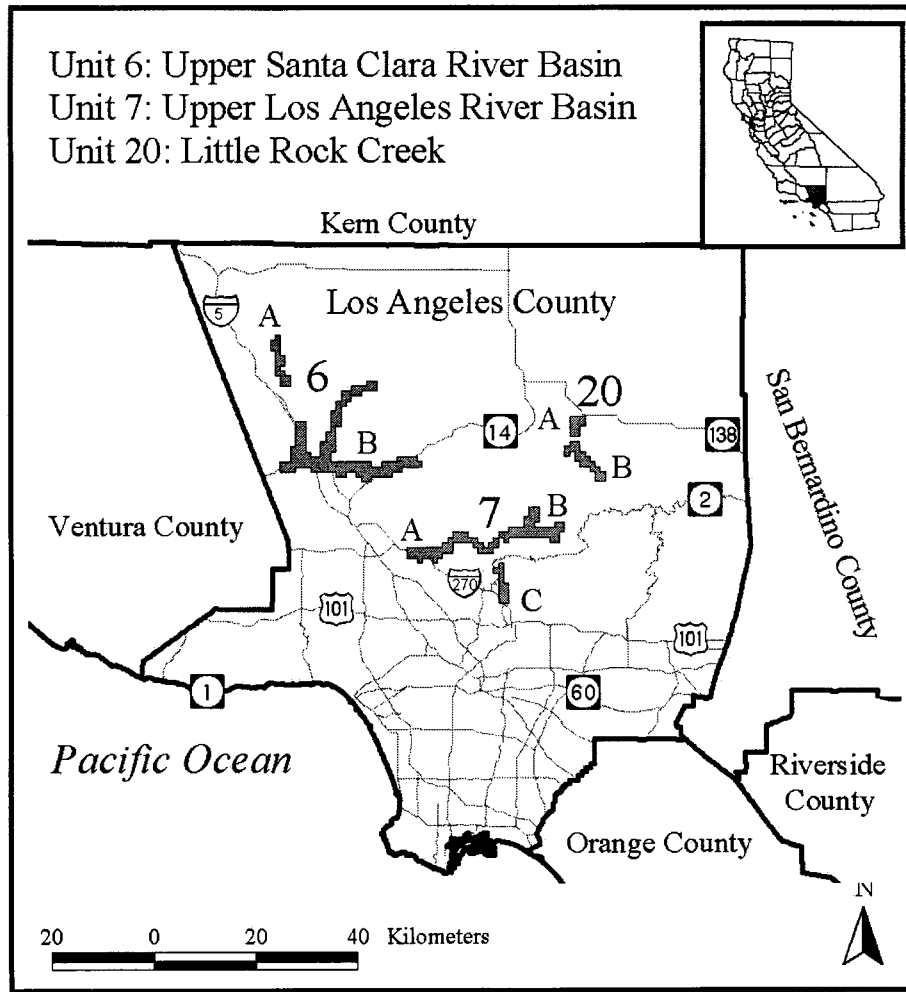 Unit 6: Upper Santa Clara River Basin
Unit 7: Upper Los Angeles River Basin
Unit 20: Little Rock Creek
Kern County
Los Angeles County
5
A
6
20
A
14
138
B
B
San Bernardino County
2
7
B
Ventura County
A
270
C
101
101
1
60
Pacific Ocean
Riverside
County
Orange County
N
20 0 20 40 Kilometers